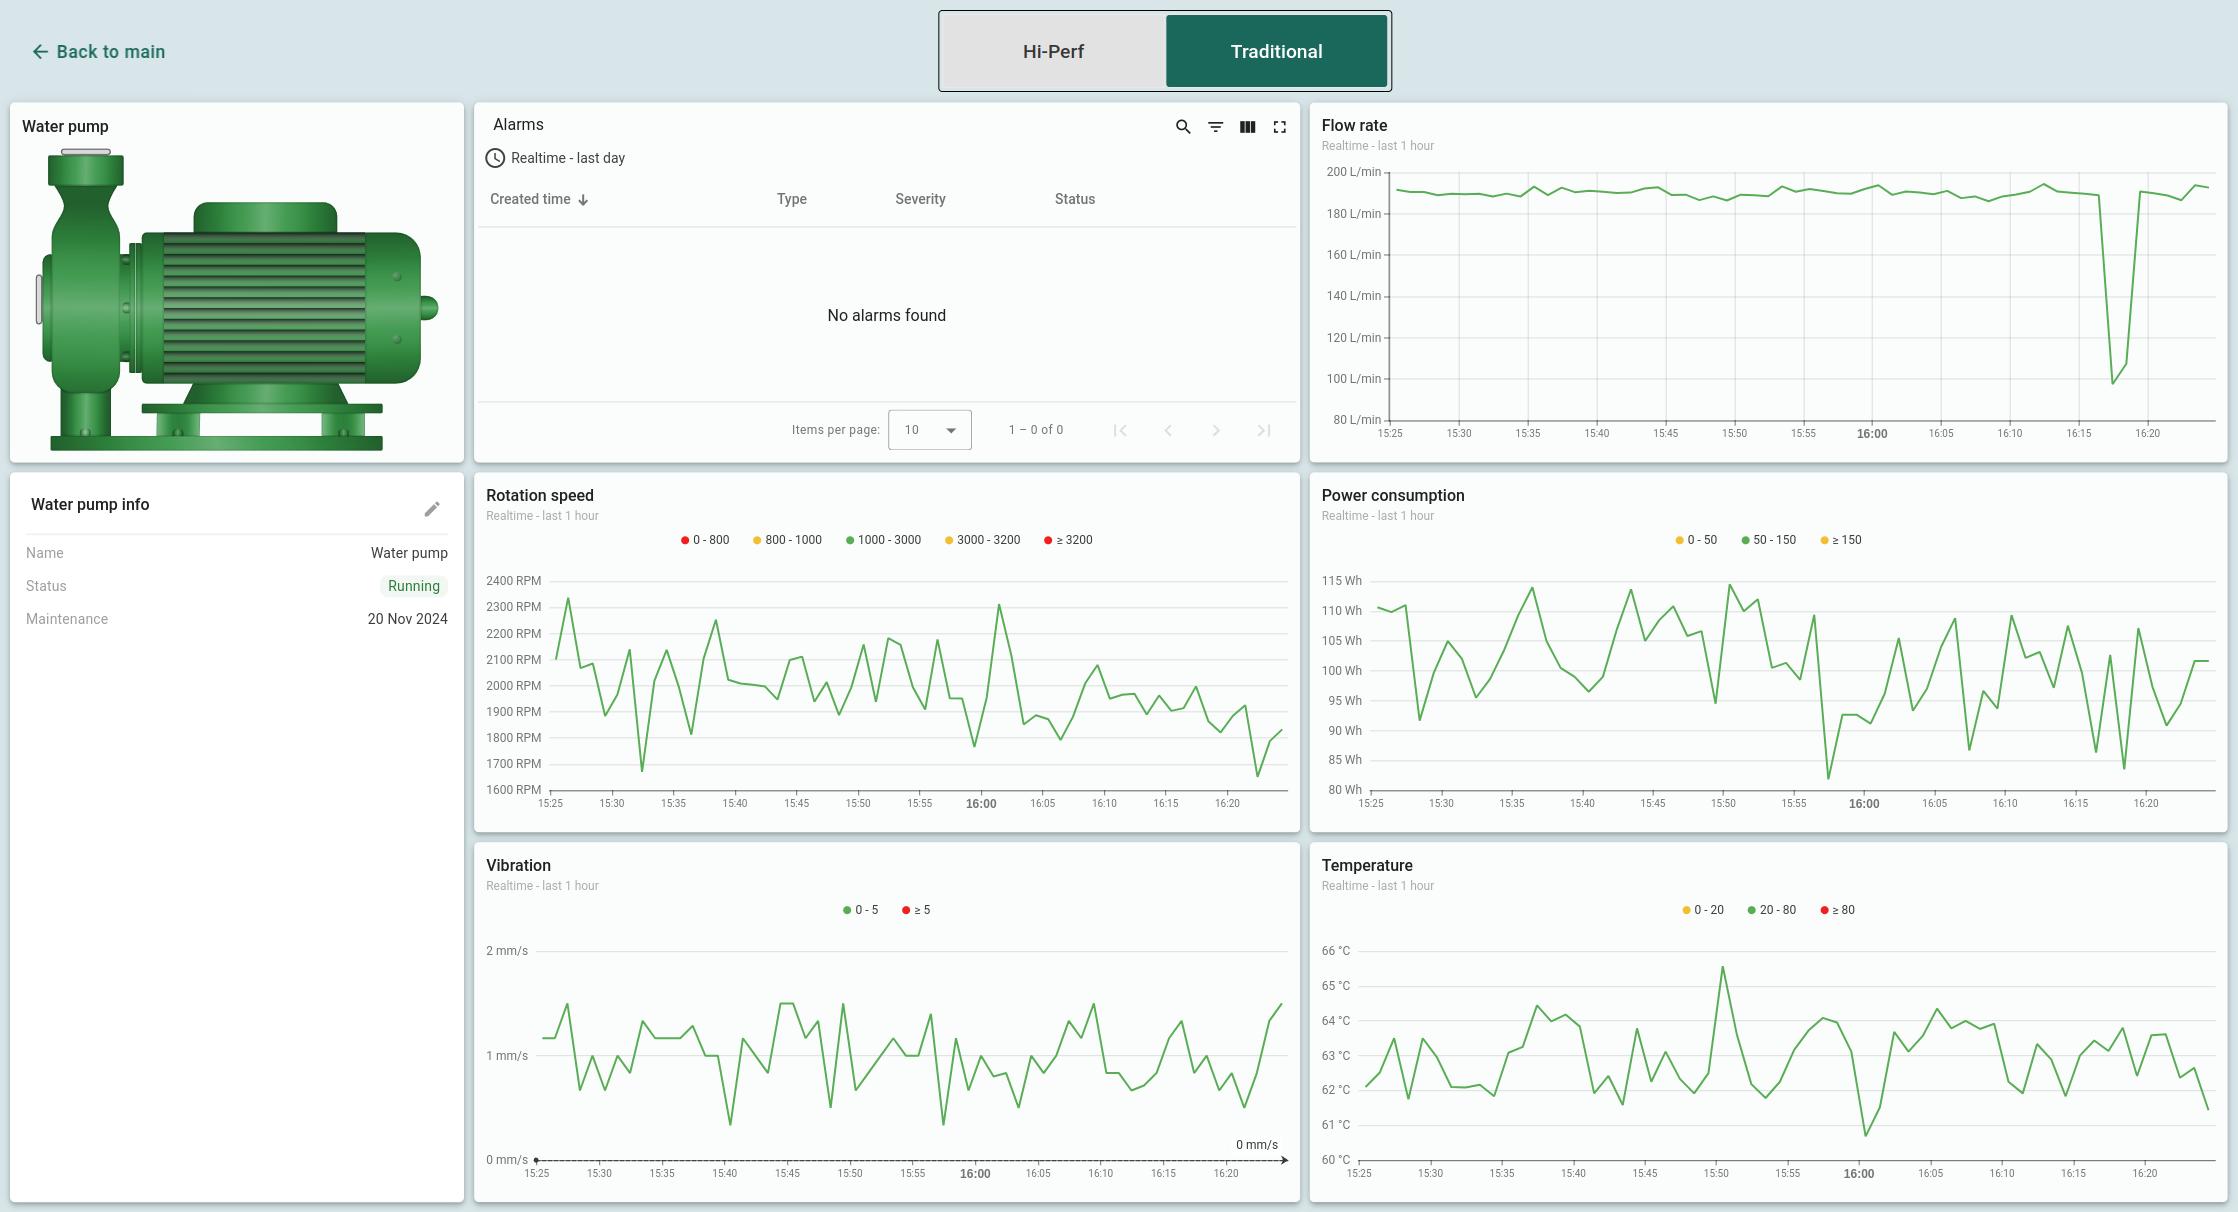 Back to main
Hi-Perf
Traditional
Water pump
Alarms
Realtime - last day
Created time
Type
Severity
Status
No alarms found
Items per page:
10
1 – 0 of 0
Flow rate
Realtime - last 1 hour
200 L/min
180 L/min
160 L/min
140 L/min
120 L/min
100 L/min
80 L/min
15:25 15:30 15:35 15:40 15:45 15:50 15:55 16:00 16:05 16:10 16:15 16:20
Water pump info
Name Water pump
Status Running
Maintenance 20 Nov 2024
Rotation speed
Realtime - last 1 hour
0 - 800 800 - 1000 1000 - 3000 3000 - 3200 ≥ 3200
2400 RPM
2300 RPM
2200 RPM
2100 RPM
2000 RPM
1900 RPM
1800 RPM
1700 RPM
1600 RPM
15:25 15:30 15:35 15:40 15:45 15:50 15:55 16:00 16:05 16:10 16:15 16:20
Power consumption
Realtime - last 1 hour
0 - 50 50 - 150 ≥ 150
115 Wh
110 Wh
105 Wh
100 Wh
95 Wh
90 Wh
85 Wh
80 Wh
15:25 15:30 15:35 15:40 15:45 15:50 15:55 16:00 16:05 16:10 16:15 16:20
Vibration
Realtime - last 1 hour
0 - 5 ≥ 5
2 mm/s
1 mm/s
0 mm/s
0 mm/s
15:25 15:30 15:35 15:40 15:45 15:50 15:55 16:00 16:05 16:10 16:15 16:20
Temperature
Realtime - last 1 hour
0 - 20 20 - 80 ≥ 80
66 °C
65 °C
64 °C
63 °C
62 °C
61 °C
60 °C
15:25 15:30 15:35 15:40 15:45 15:50 15:55 16:00 16:05 16:10 16:15 16:20